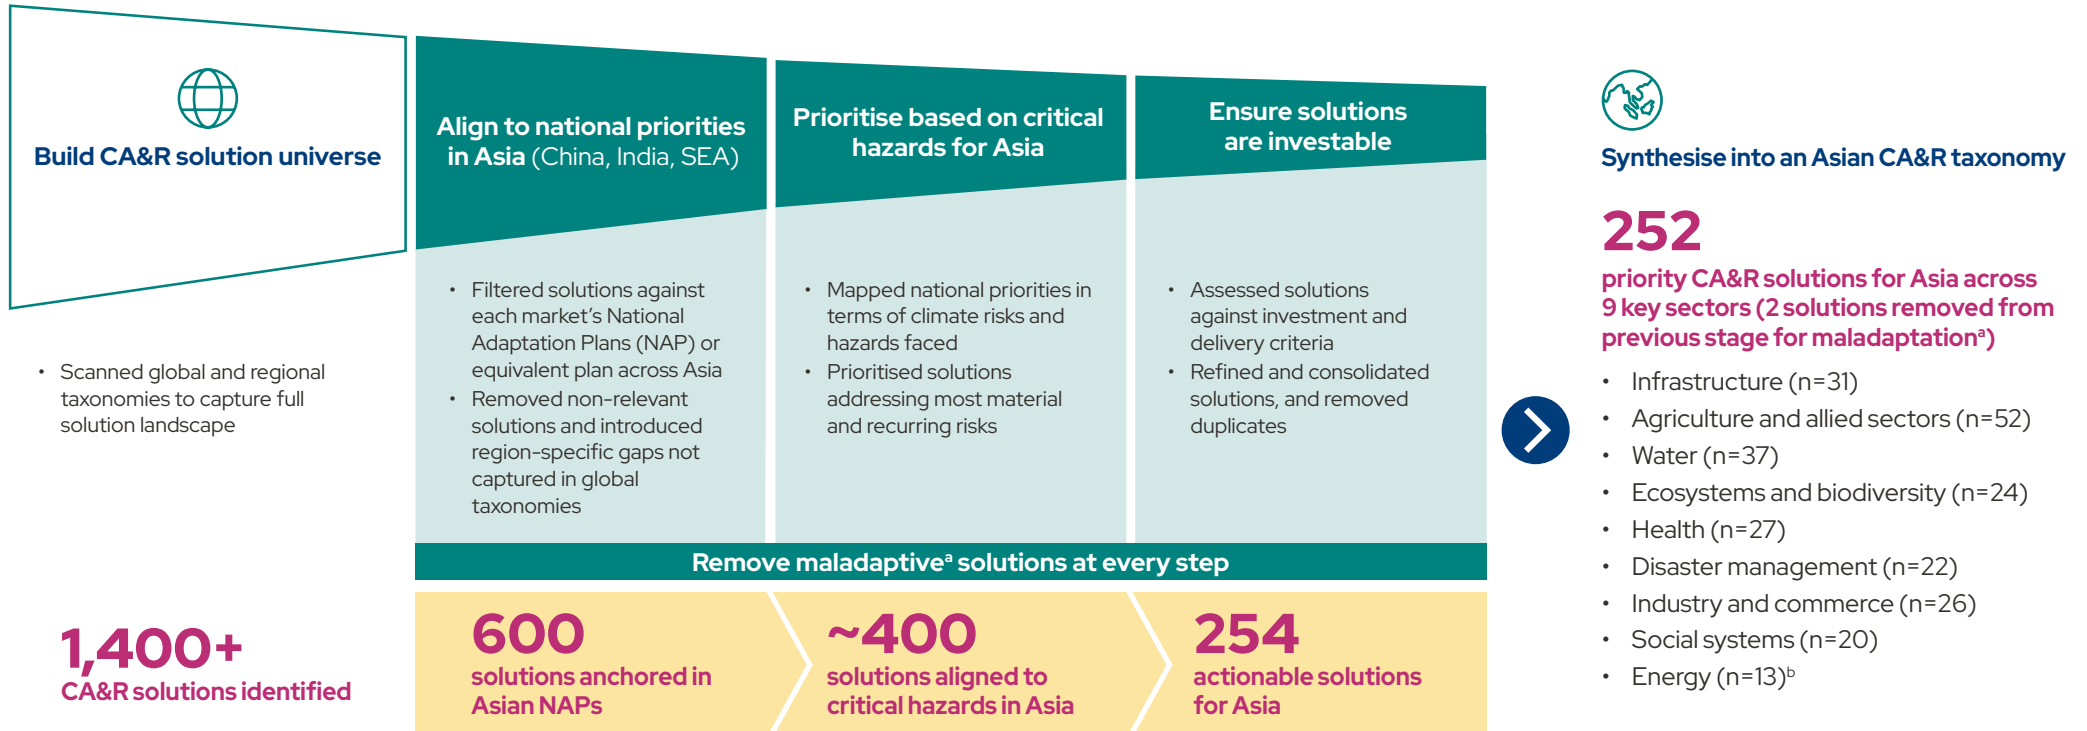 Build CA&R solution universe
• Scanned global and regional
taxonomies to capture full
solution landscape
1,400+
CA&R solutions identified
Align to national priorities
in Asia (China, India, SEA)
• Filtered solutions against
each market’s National
Adaptation Plans (NAP) or
equivalent plan across Asia
• Removed non-relevant
solutions and introduced
region-specific gaps not
captured in global
taxonomies
Prioritise based on critical
hazards for Asia
• Mapped national priorities in
terms of climate risks and
hazards faced
• Prioritised solutions
addressing most material
and recurring risks
Ensure solutions
are investable
• Assessed solutions
against investment and
delivery criteria
• Refined and consolidated
solutions, and removed
duplicates
Remove maladaptiveᵃ solutions at every step
600
solutions anchored in
Asian NAPs
~400
solutions aligned to
critical hazards in Asia
254
actionable solutions
for Asia
Synthesise into an Asian CA&R taxonomy
252
priority CA&R solutions for Asia across
9 key sectors (2 solutions removed from
previous stage for maladaptationᵃ)
• Infrastructure (n=31)
• Agriculture and allied sectors (n=52)
• Water (n=37)
• Ecosystems and biodiversity (n=24)
• Health (n=27)
• Disaster management (n=22)
• Industry and commerce (n=26)
• Social systems (n=20)
• Energy (n=13)ᵇ